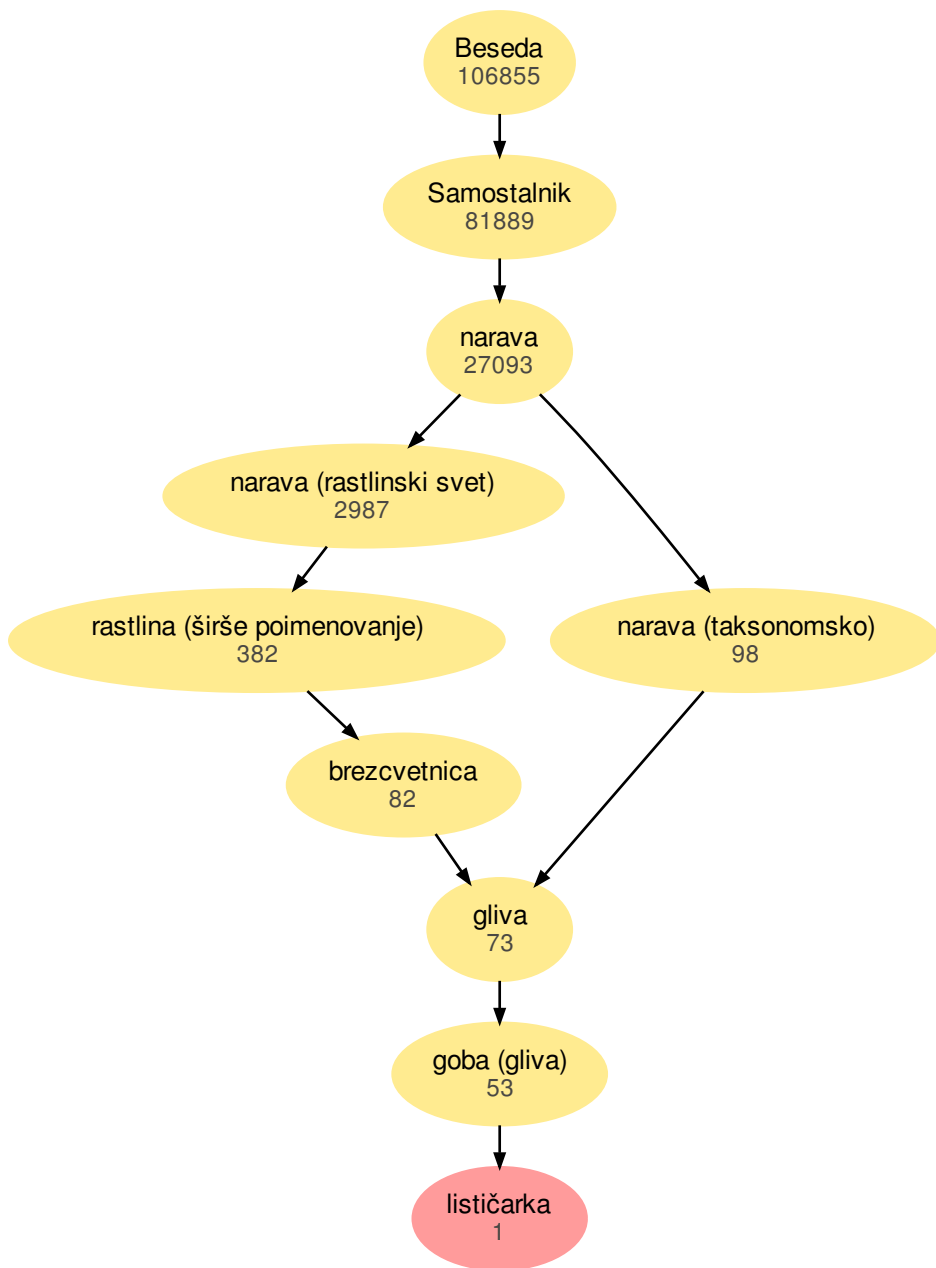 Beseda
106855
Samostalnik
81889
narava
27093
narava (rastlinski svet)
2987
rastlina (širše poimenovanje)
382
narava (taksonomsko)
98
brezcvetnica
82
gliva
73
goba (gliva)
53
lističarka
1